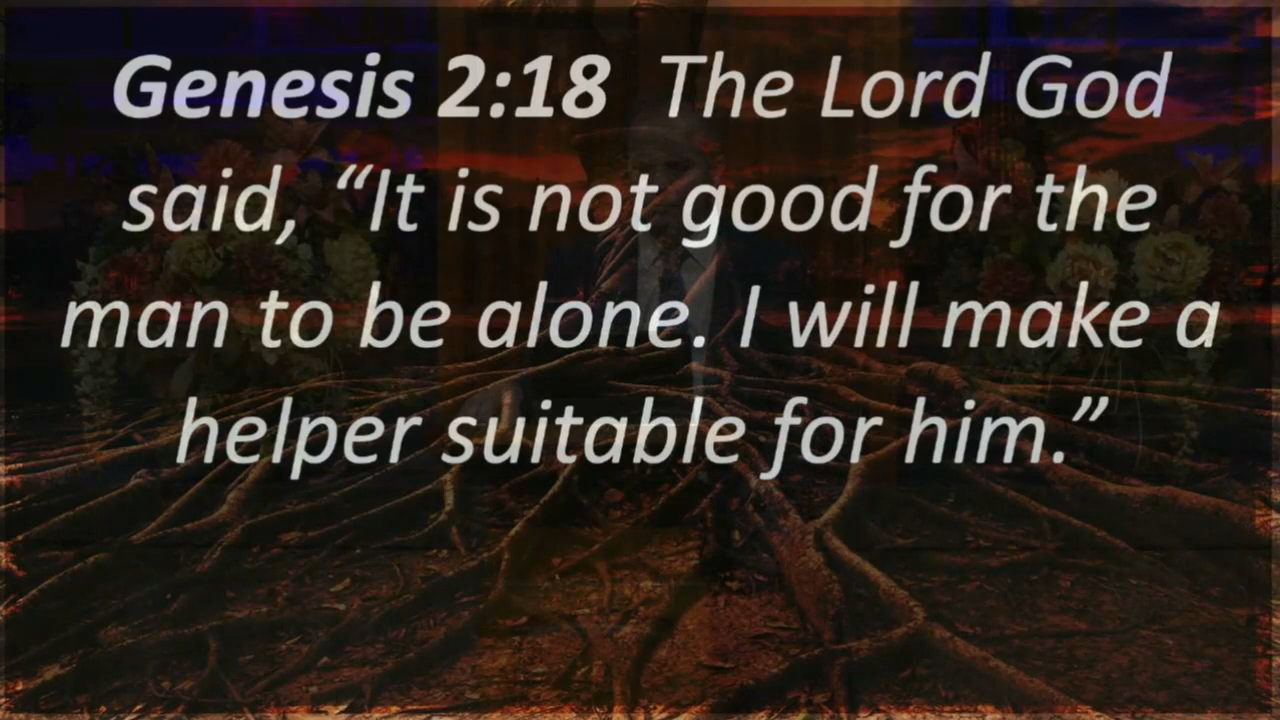 Genesis 2:18 The Lord God
said, “It is not good for the
man to be alone. I will make a
helper suitable for him.”